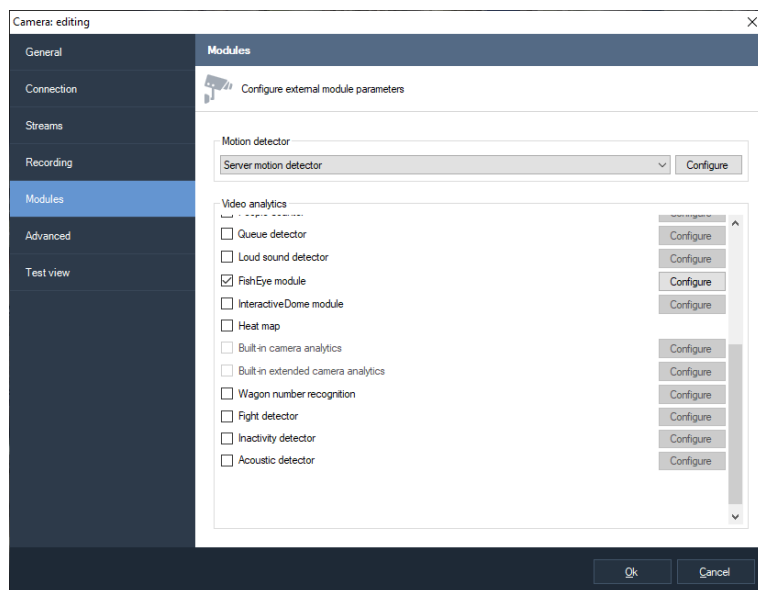 Camera: editing
General
Connection
Streams
Recording
Modules
Advanced
Test view
Modules
Configure external module parameters
Motion detector
Server motion detector
Configure
Video analytics
Queue detector Configure
Loud sound detector Configure
FishEye module Configure
InteractiveDome module Configure
Heat map
Built-in camera analytics Configure
Built-in extended camera analytics Configure
Wagon number recognition Configure
Fight detector Configure
Inactivity detector Configure
Acoustic detector Configure
Ok
Cancel